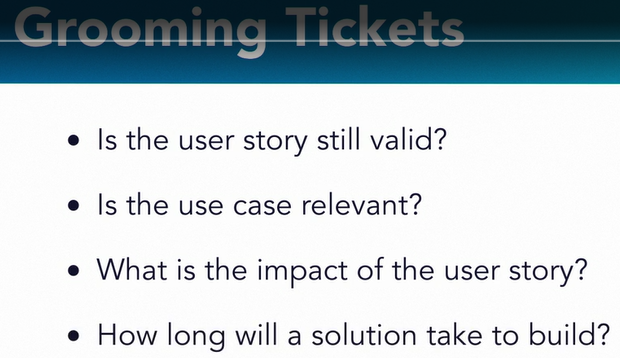 Grooming Tickets
• Is the user story still valid?
• Is the use case relevant?
• What is the impact of the user story?
• How long will a solution take to build?